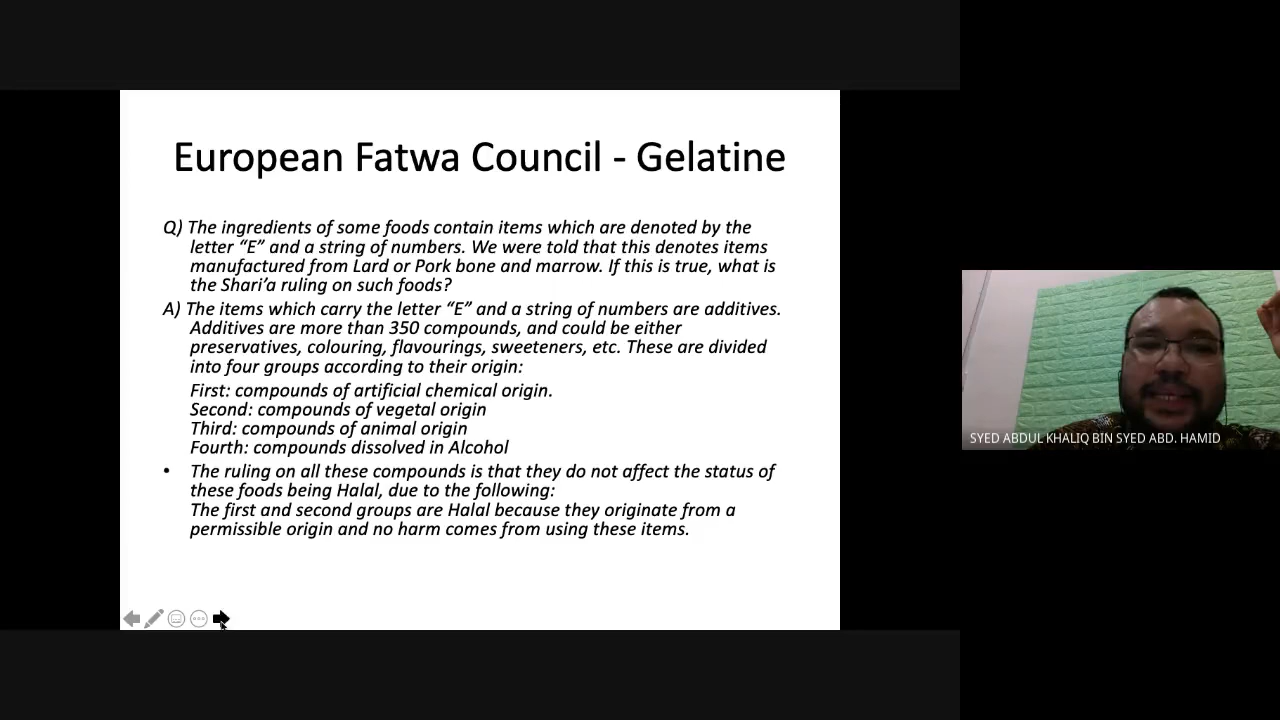 European Fatwa Council - Gelatine
Q) The ingredients of some foods contain items which are denoted by the
letter “E” and a string of numbers. We were told that this denotes items
manufactured from Lard or Pork bone and marrow. If this is true, what is
the Shari’a ruling on such foods?
A) The items which carry the letter “E” and a string of numbers are additives.
Additives are more than 350 compounds, and could be either
preservatives, colouring, flavourings, sweeteners, etc. These are divided
into four groups according to their origin:
First: compounds of artificial chemical origin.
Second: compounds of vegetal origin
Third: compounds of animal origin
Fourth: compounds dissolved in Alcohol
• The ruling on all these compounds is that they do not affect the status of
these foods being Halal, due to the following:
The first and second groups are Halal because they originate from a
permissible origin and no harm comes from using these items.
SYED ABDUL KHALIQ BIN SYED ABD. HAMID